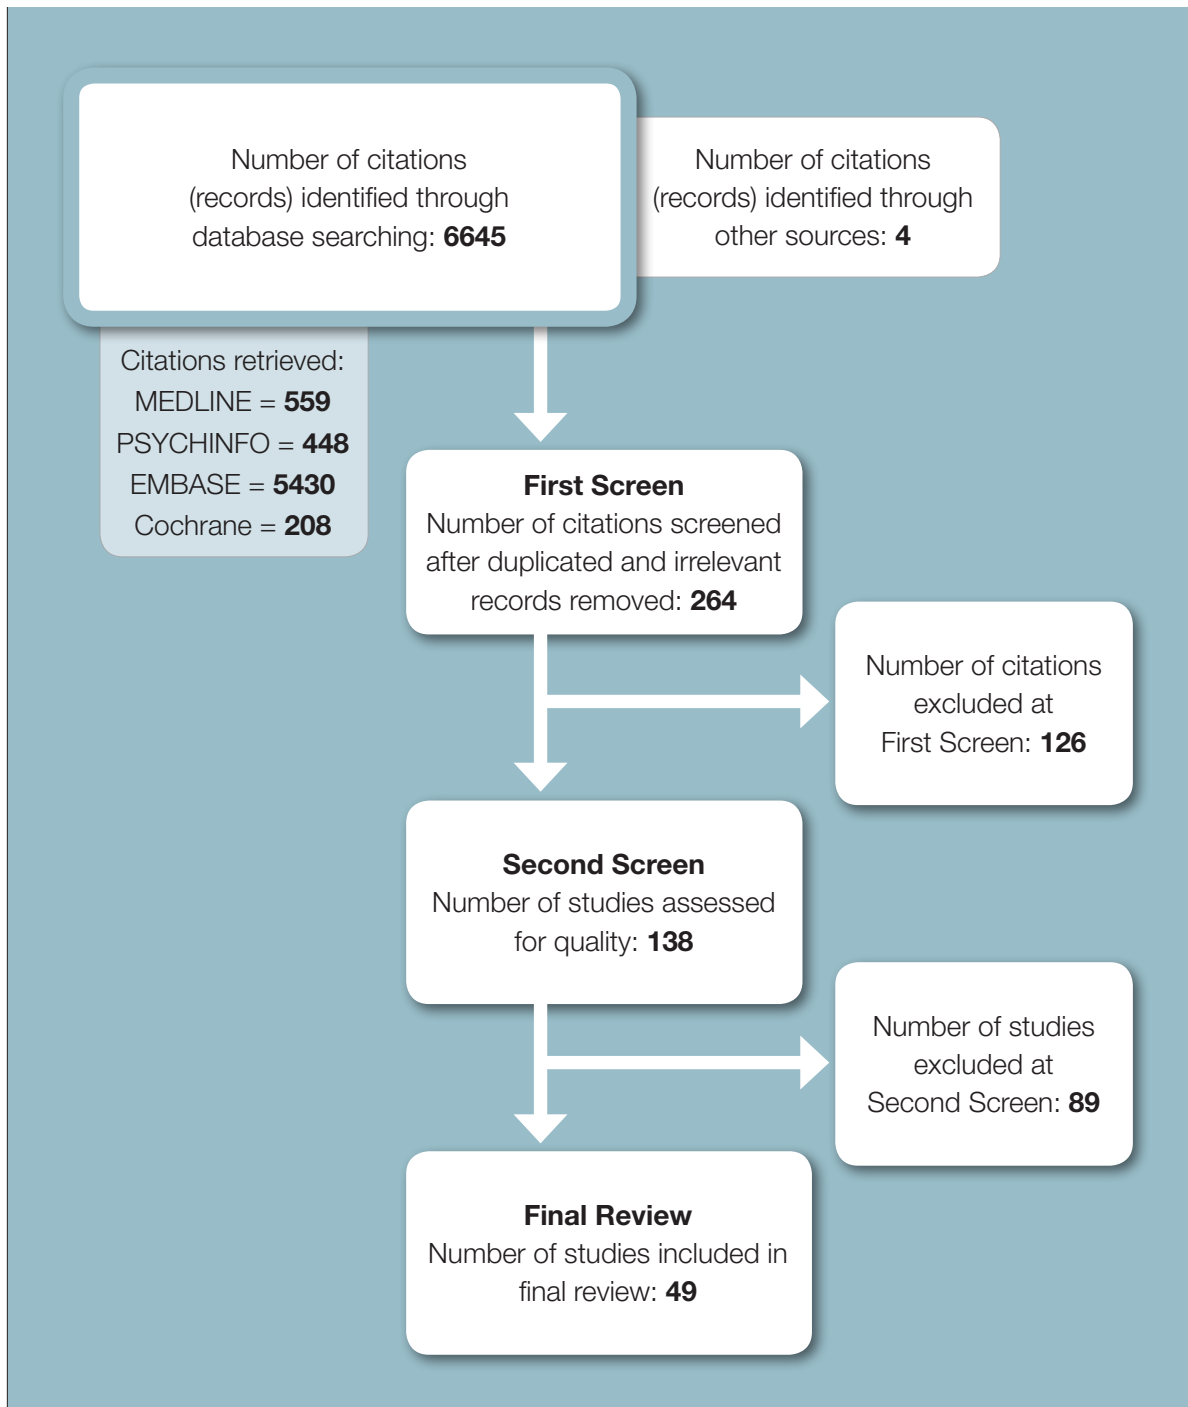 Number of citations
(records) identified through
database searching: 6645
Number of citations
(records) identified through
other sources: 4
Citations retrieved:
MEDLINE = 559
PSYCHINFO = 448
EMBASE = 5430
Cochrane = 208
First Screen
Number of citations screened
after duplicated and irrelevant
records removed: 264
Number of citations
excluded at
First Screen: 126
Second Screen
Number of studies assessed
for quality: 138
Number of studies
excluded at
Second Screen: 89
Final Review
Number of studies included in
final review: 49